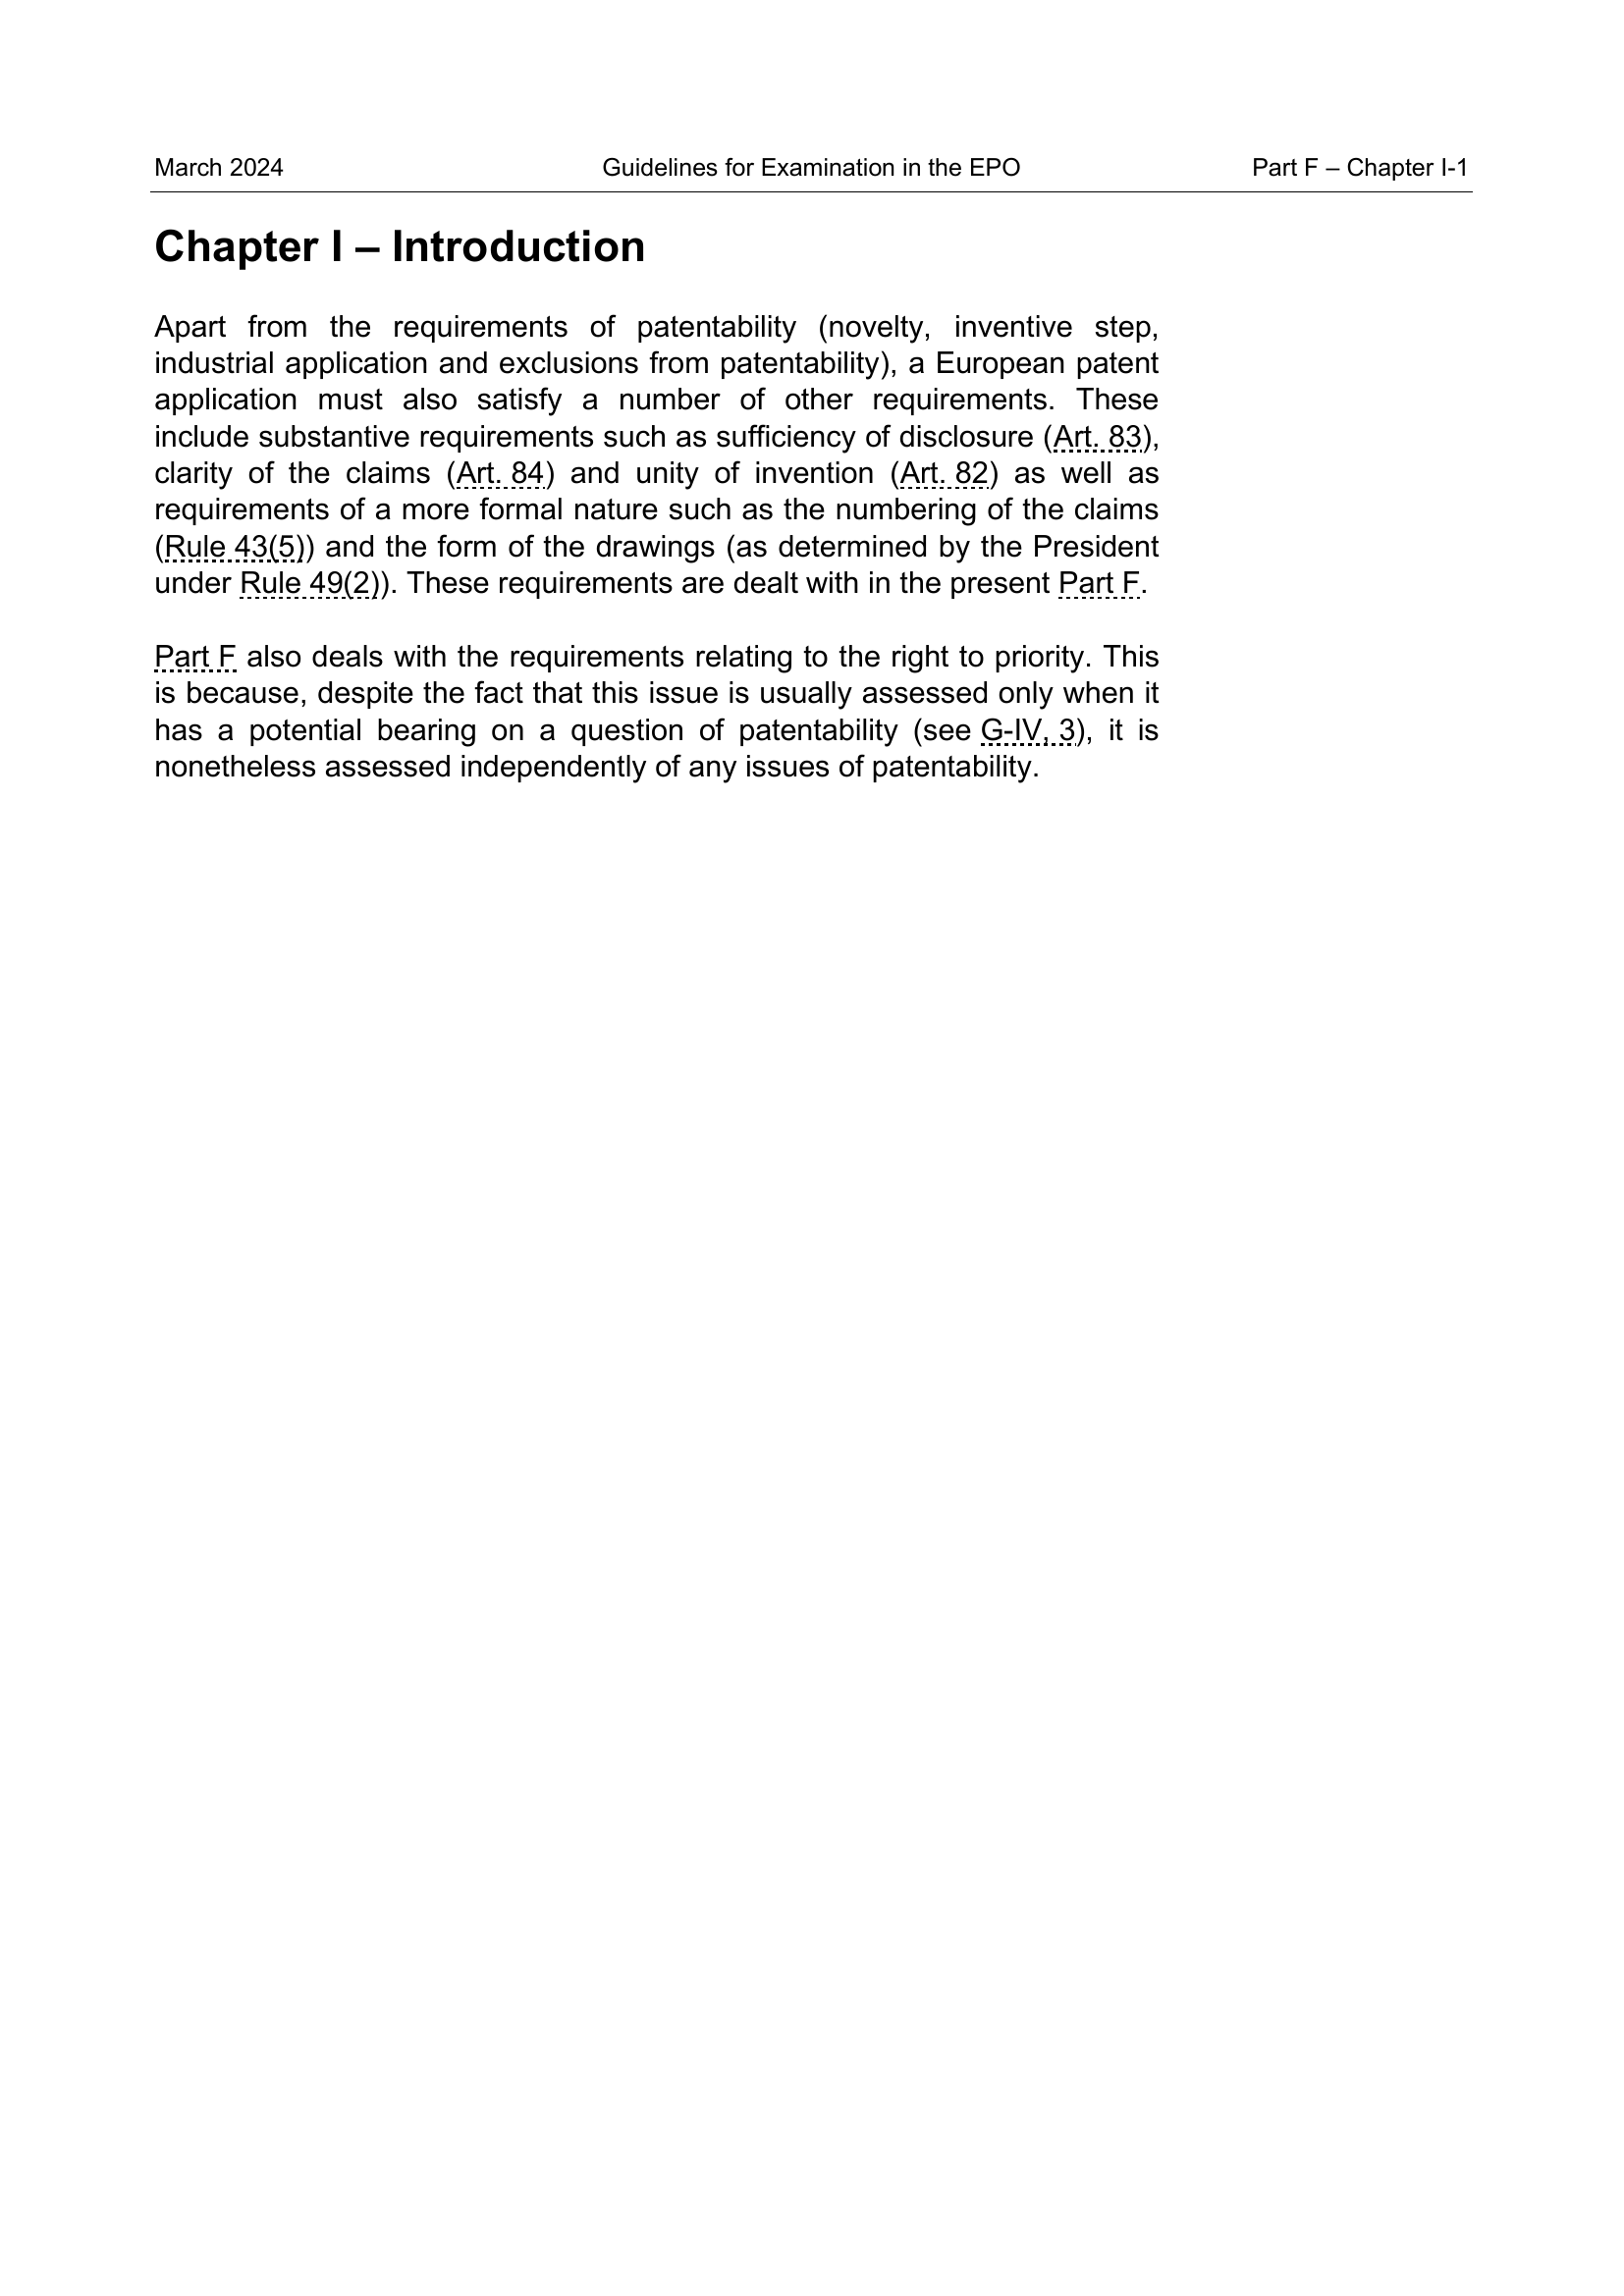 March 2024 Guidelines for Examination in the EPO Part F – Chapter I-1
Chapter I – Introduction
Apart from the requirements of patentability (novelty, inventive step,
industrial application and exclusions from patentability), a European patent
application must also satisfy a number of other requirements. These
include substantive requirements such as sufficiency of disclosure (Art. 83),
clarity of the claims (Art. 84) and unity of invention (Art. 82) as well as
requirements of a more formal nature such as the numbering of the claims
(Rule 43(5)) and the form of the drawings (as determined by the President
under Rule 49(2)). These requirements are dealt with in the present Part F.
Part F also deals with the requirements relating to the right to priority. This
is because, despite the fact that this issue is usually assessed only when it
has a potential bearing on a question of patentability (see G-IV, 3), it is
nonetheless assessed independently of any issues of patentability.